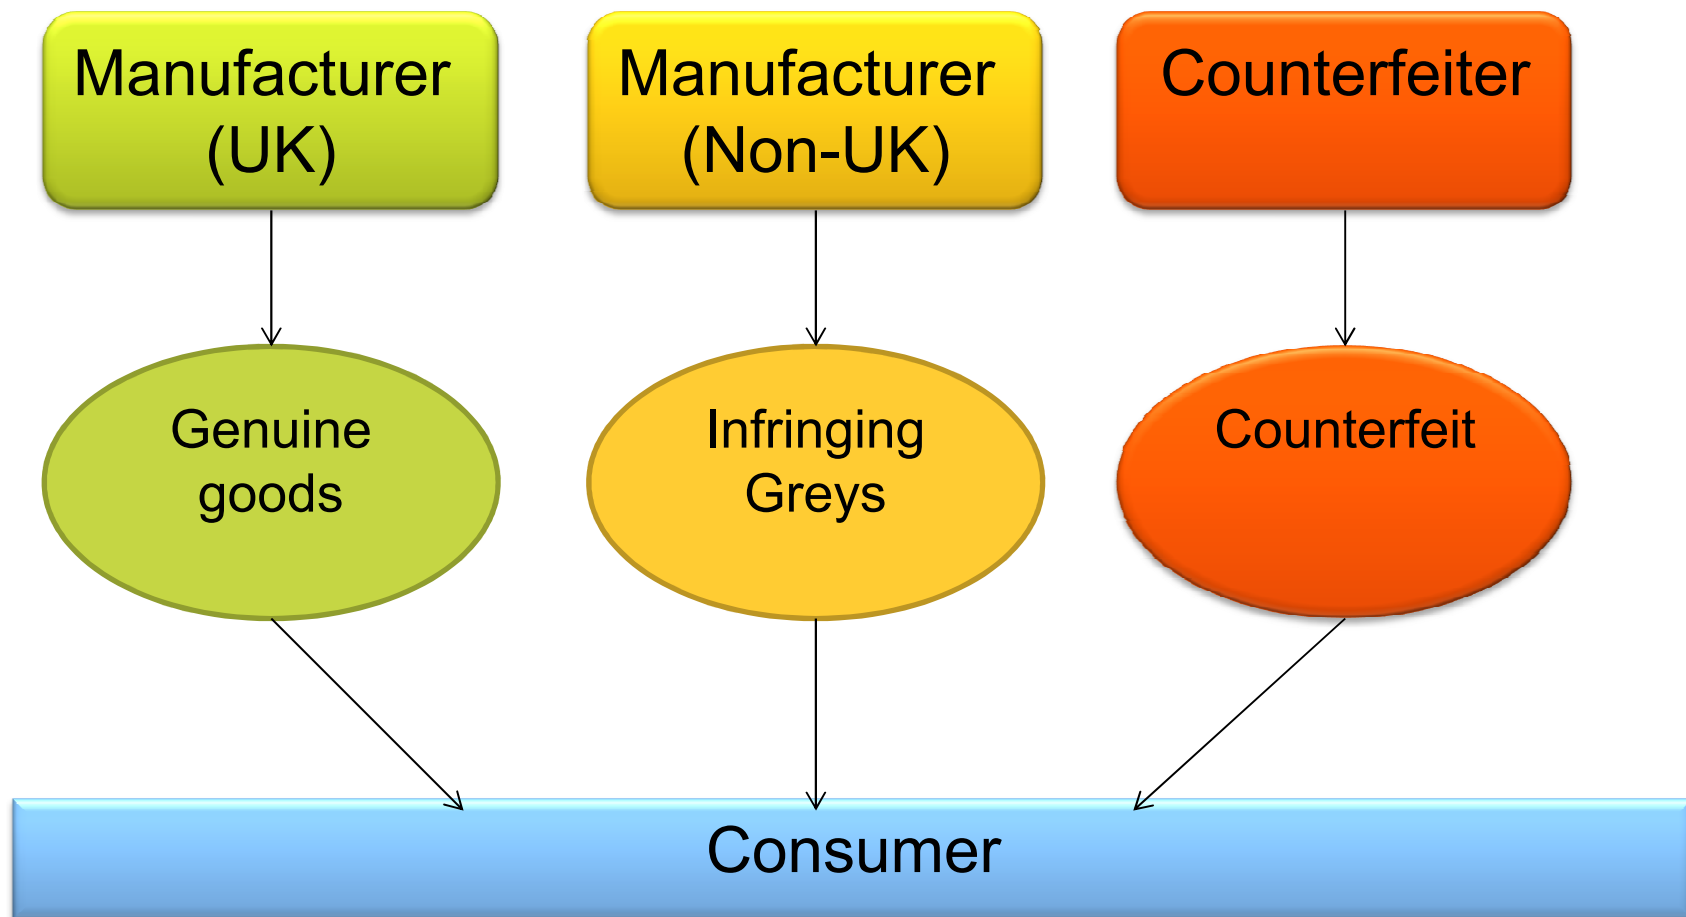 Manufacturer
(UK)
Manufacturer
(Non-UK)
Counterfeiter
Genuine
goods
Infringing
Greys
Counterfeit
Consumer